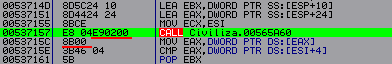 0053714D 8D5C24 10 LEA EBX,DWORD PTR SS:[ESP+10]
00537151 8D4424 24 LEA EAX,DWORD PTR SS:[ESP+24]
00537155 8BCE MOV ECX,ESI
00537157 E8 04E90200 CALL Civiliza.00565A60
0053715C 8B00 MOV EAX,DWORD PTR DS:[EAX]
0053715E 3B46 04 CMP EAX,DWORD PTR DS:[ESI+4]
00537161 5B POP EBX